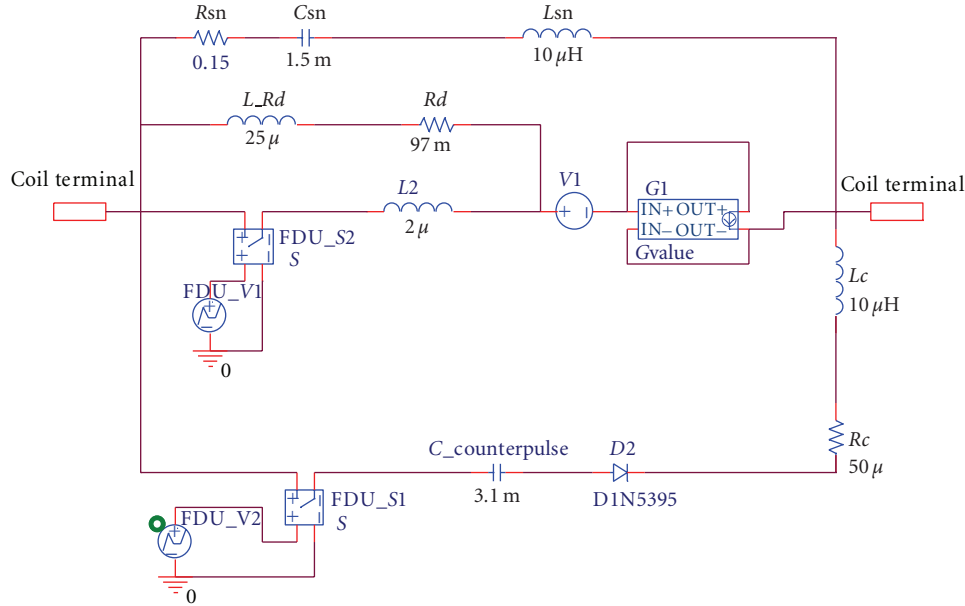 Rsn
Csn
Lsn
0.15
1.5 m
10 μH
L_Rd
Rd
25 μ
97 m
Coil terminal
L2
V1
G1
Coil terminal
2 μ
+ −
IN+ OUT+
IN− OUT−
Gvalue
FDU_S2
S
FDU_V1
0
Lc
10 μH
Rc
50 μ
C_counterpulse
D2
3.1 m
D1N5395
FDU_S1
S
FDU_V2
0